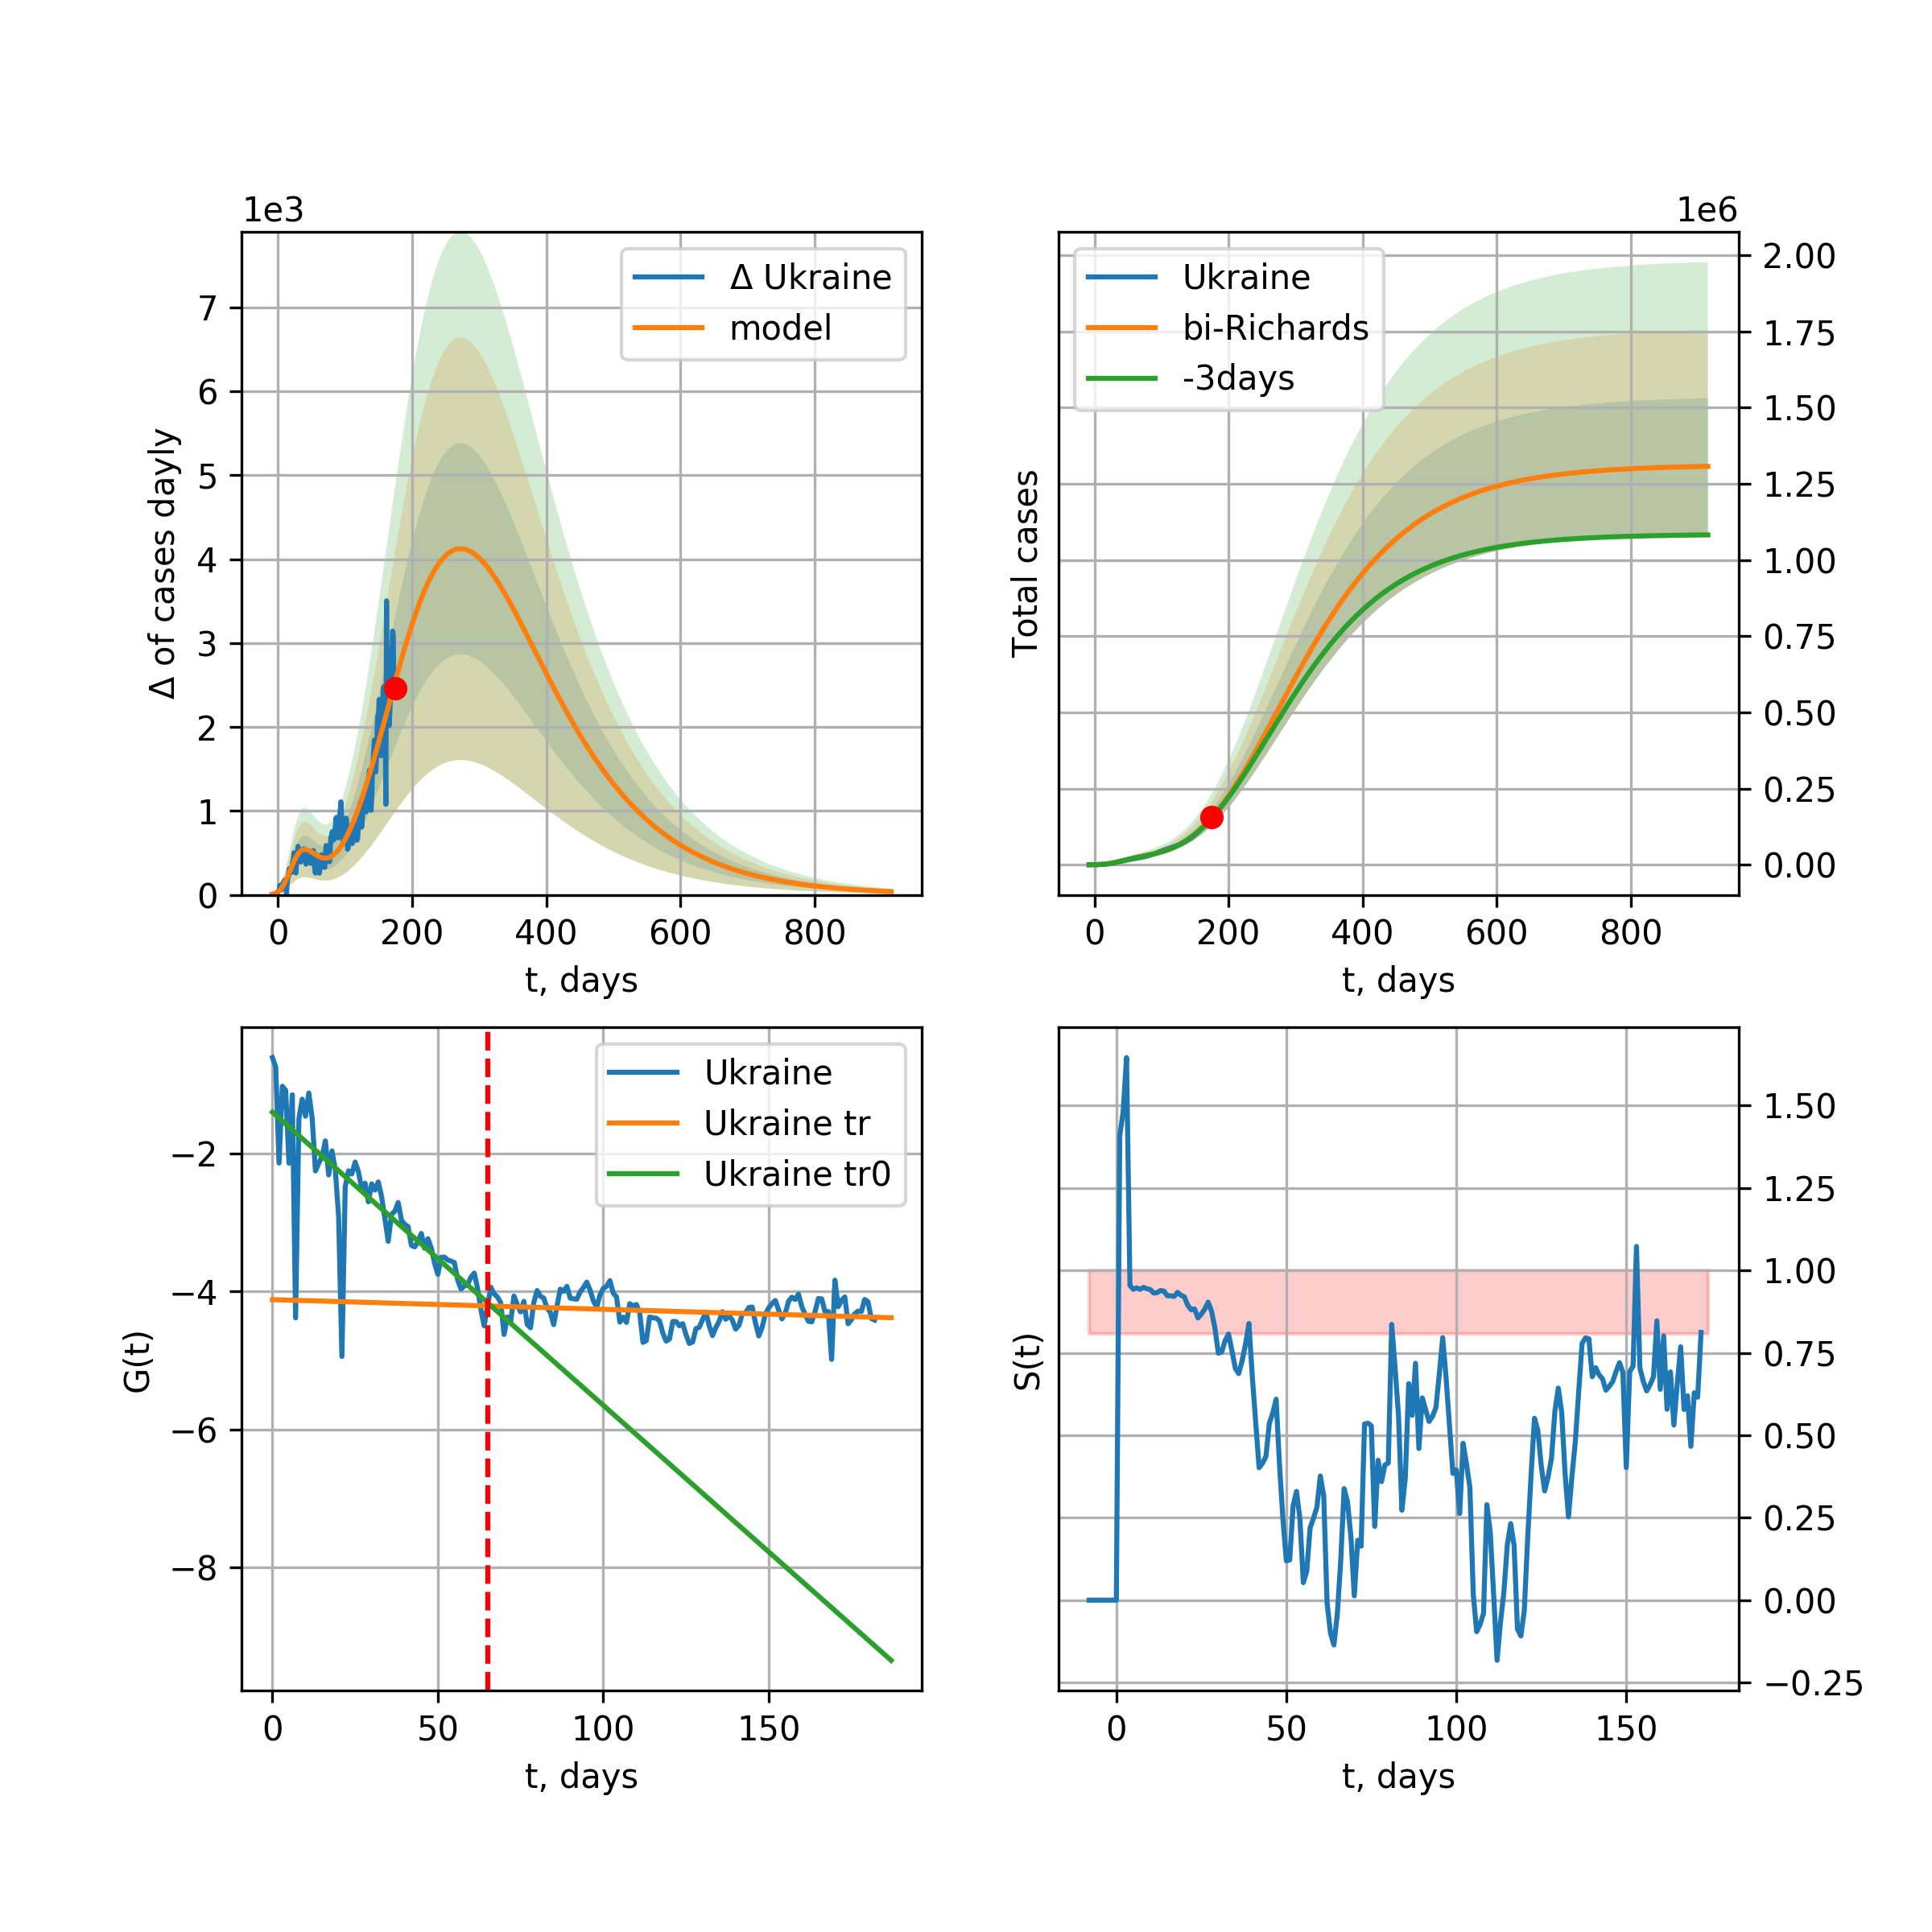 1e3
Δ of cases dayly
7
6
5
4
3
2
1
0
0 200 400 600 800
t, days
Δ Ukraine
model
1e6
Total cases
2.00
1.75
1.50
1.25
1.00
0.75
0.50
0.25
0.00
0 200 400 600 800
t, days
Ukraine
bi-Richards
-3days
G(t)
−2
−4
−6
−8
0 50 100 150
t, days
Ukraine
Ukraine tr
Ukraine tr0
S(t)
1.50
1.25
1.00
0.75
0.50
0.25
0.00
−0.25
0 50 100 150
t, days